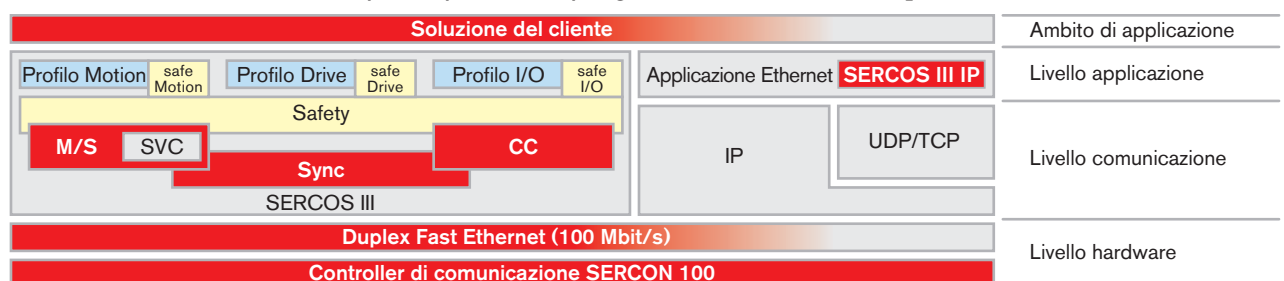 Soluzione del cliente
Ambito di applicazione
Profilo Motion
safe
Motion
Profilo Drive
safe
Drive
Profilo I/O
safe
I/O
Applicazione Ethernet
SERCOS III IP
Livello applicazione
Safety
M/S
SVC
CC
Sync
SERCOS III
IP
UDP/TCP
Livello comunicazione
Duplex Fast Ethernet (100 Mbit/s)
Controller di comunicazione SERCON 100
Livello hardware